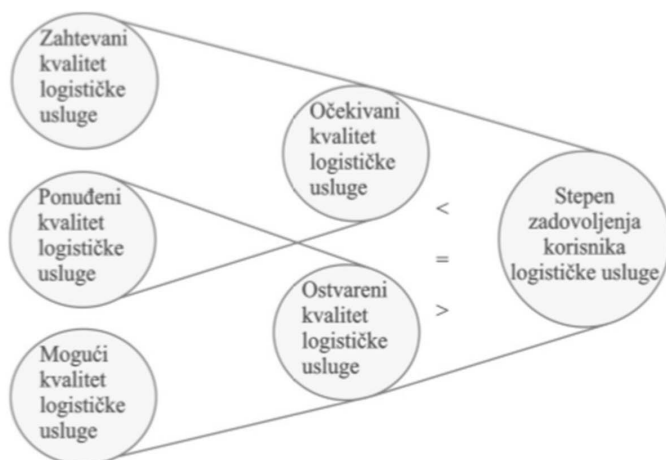 Zahtevani
kvalitet
logističke
usluge
Očekivani
kvalitet
logističke
usluge
Ponuđeni
kvalitet
logističke
usluge
<
=
>
Stepen
zadovoljenja
korisnika
logističke usluge
Ostvareni
kvalitet
logističke
usluge
Mogući
kvalitet
logističke
usluge